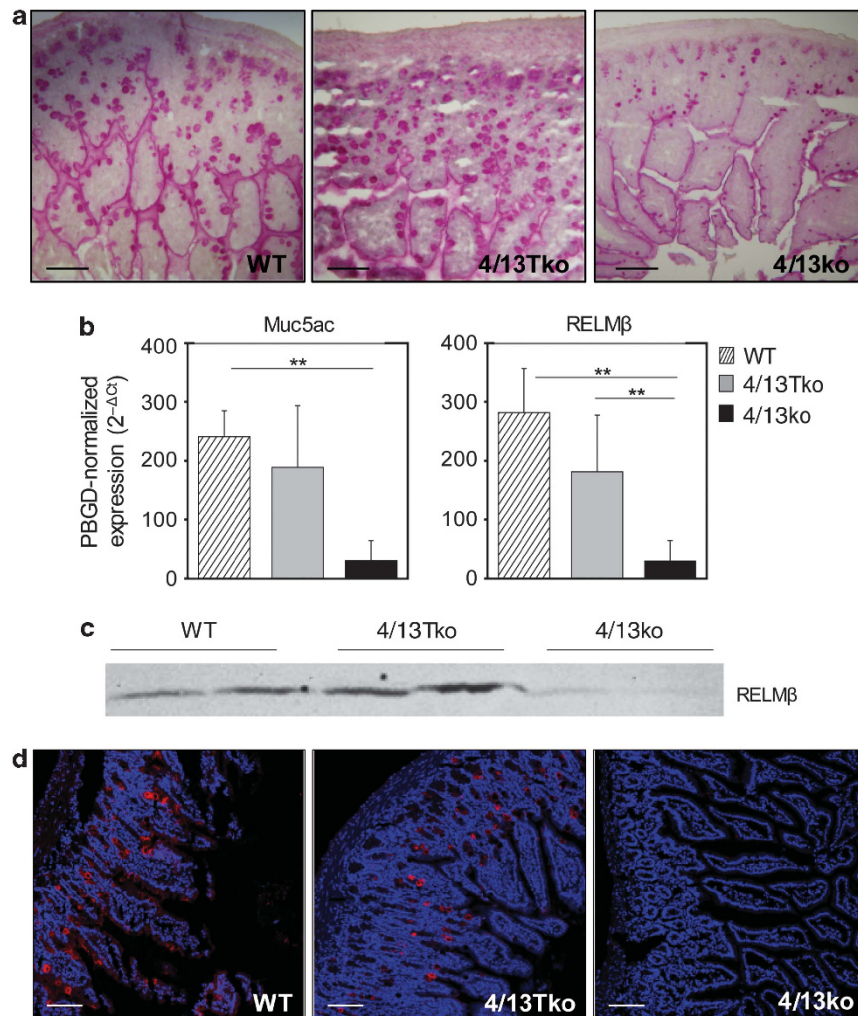 a
WT
4/13Tko
4/13ko
b
Muc5ac
RELMβ
PBGD-normalized
expression (2⁻ΔCt)
400
300
200
100
0
**
400
300
200
100
0
**
**
WT
4/13Tko
4/13ko
c
WT
4/13Tko
4/13ko
RELMβ
d
WT
4/13Tko
4/13ko